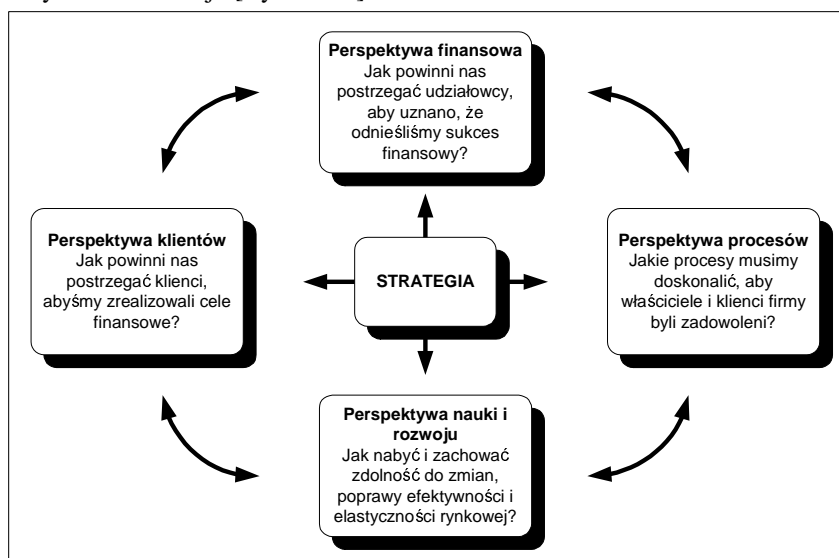 Perspektywa finansowa
Jak powinni nas
postrzegać udziałowcy,
aby uznano, że
odnieśliśmy sukces
finansowy?
Perspektywa klientów
Jak powinni nas
postrzegać klienci,
abyśmy zrealizowali cele
finansowe?
STRATEGIA
Perspektywa procesów
Jakie procesy musimy
doskonalić, aby
właściciele i klienci firmy
byli zadowoleni?
Perspektywa nauki i
rozwoju
Jak nabyć i zachować
zdolność do zmian,
poprawy efektywności i
elastyczności rynkowej?